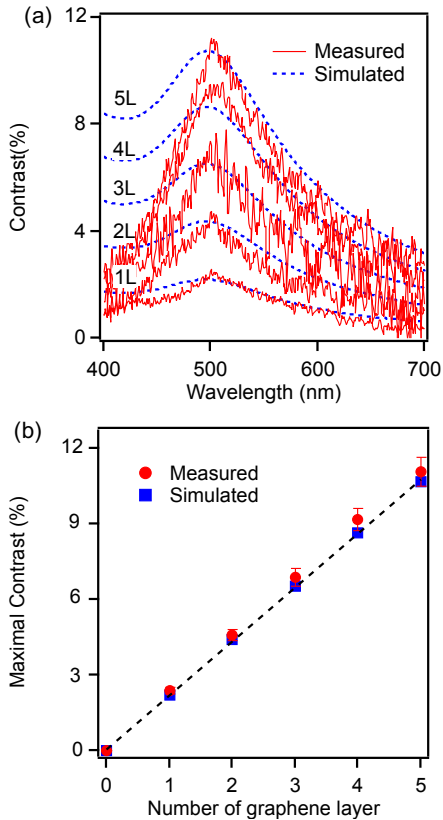 (a)
12
8
4
0
Contrast(%)
5L
4L
3L
2L
1L
Measured
Simulated
400
500
600
700
Wavelength (nm)
(b)
12
9
6
3
0
Maximal Contrast (%)
Measured
Simulated
0
1
2
3
4
5
Number of graphene layer